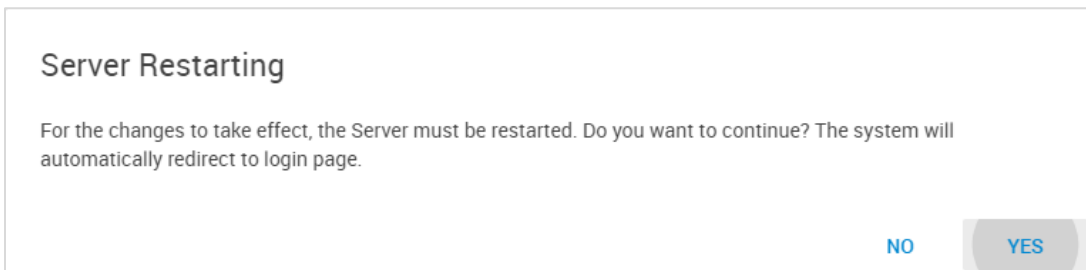 Server Restarting
For the changes to take effect, the Server must be restarted. Do you want to continue? The system will
automatically redirect to login page.
NO YES